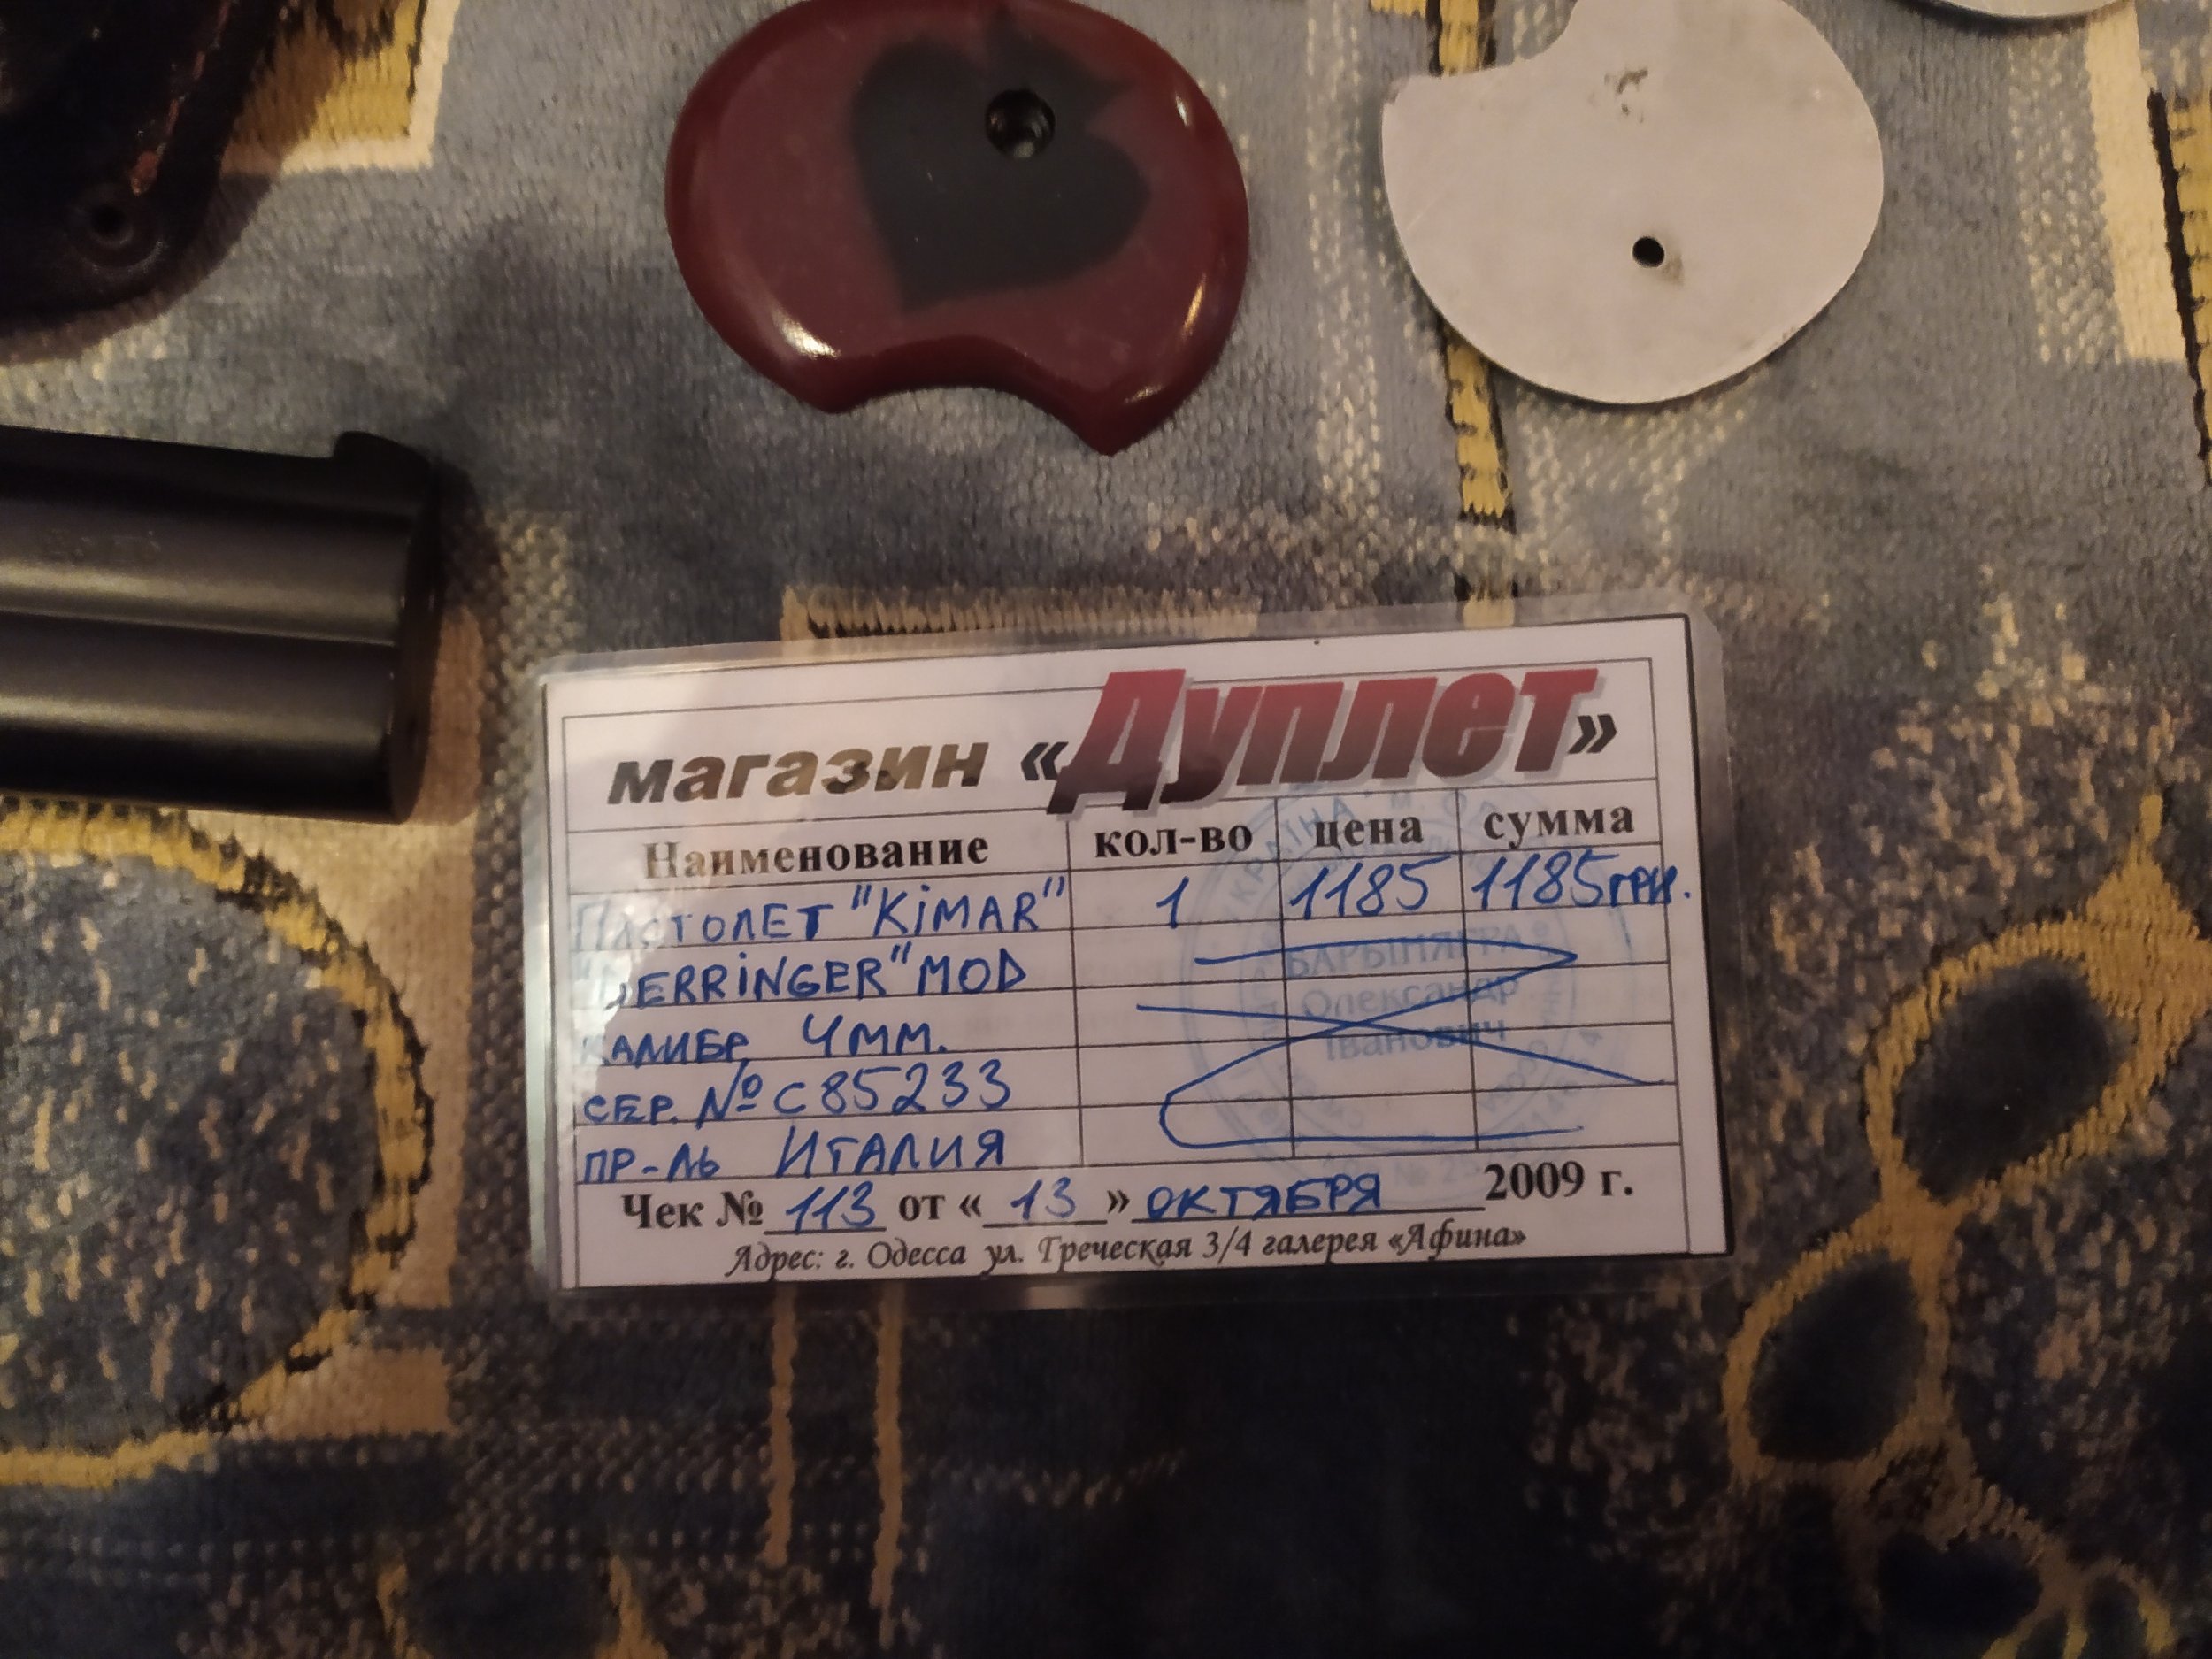 магазин «Дуплет»
Наименование кол-во цена сумма
Пистолет "KiMAR" 1 1185 1185 грн.
"DERRiNGER" MOD
КАЛИБР 4мм.
СЕР. № С85233
ПР-ЛЬ ИТАЛИЯ
УКРАЇНА
Олександр
Іванович
Чек № 113 от « 13 » ОКТЯБРЯ 2009 г.
Адрес: г. Одесса ул. Греческая 3/4 галерея «Афина»